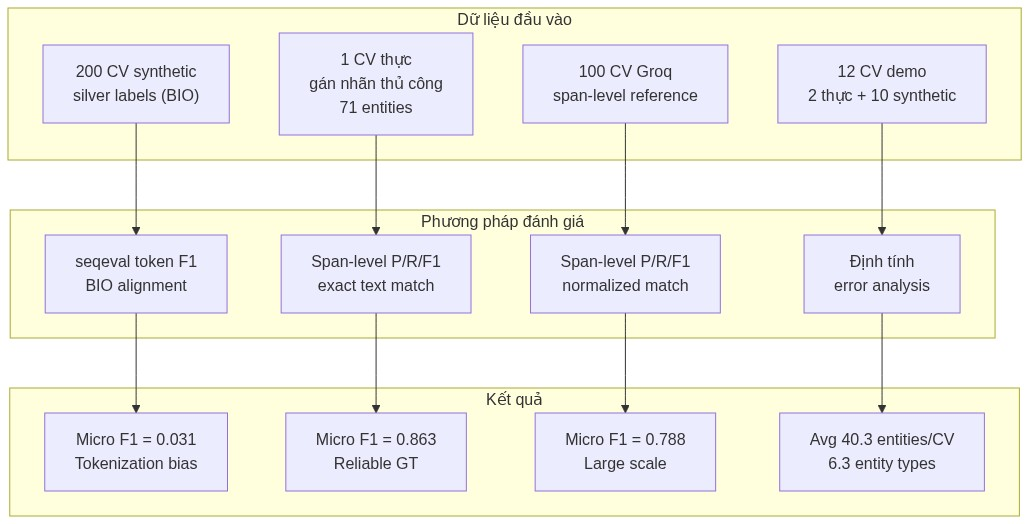 Dữ liệu đầu vào
200 CV synthetic
silver labels (BIO)
1 CV thực
gán nhãn thủ công
71 entities
100 CV Groq
span-level reference
12 CV demo
2 thực + 10 synthetic
Phương pháp đánh giá
seqeval token F1
BIO alignment
Span-level P/R/F1
exact text match
Span-level P/R/F1
normalized match
Định tính
error analysis
Kết quả
Micro F1 = 0.031
Tokenization bias
Micro F1 = 0.863
Reliable GT
Micro F1 = 0.788
Large scale
Avg 40.3 entities/CV
6.3 entity types